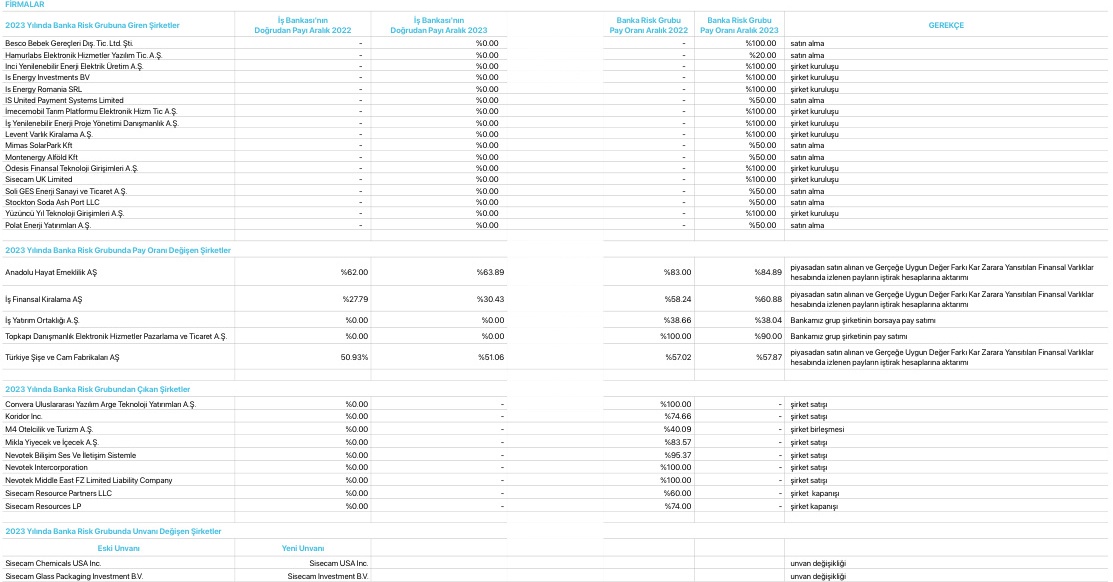 FİRMALAR
2023 Yılında Banka Risk Grubuna Giren Şirketler İş Bankası'nın Doğrudan Payı Aralık 2022 İş Bankası'nın Doğrudan Payı Aralık 2023 Banka Risk Grubu Pay Oranı Aralık 2022 Banka Risk Grubu Pay Oranı Aralık 2023 GEREKÇE
Besco Bebek Gereçleri Dış. Tic. Ltd. Şti. - %0.00 - %100.00 satın alma
Hamurlabs Elektronik Hizmetler Yazılım Tic. A.Ş. - %0.00 - %20.00 satın alma
Inci Yenilenebilir Enerji Elektrik Üretim A.Ş. - %0.00 - %100.00 şirket kuruluşu
Is Energy Investments BV - %0.00 - %100.00 şirket kuruluşu
Is Energy Romania SRL - %0.00 - %100.00 şirket kuruluşu
IS United Payment Systems Limited - %0.00 - %50.00 satın alma
İmecemobil Tarım Platformu Elektronik Hizm Tic A.Ş. - %0.00 - %100.00 şirket kuruluşu
İş Yenilenebilir Enerji Proje Yönetimi Danışmanlık A.Ş. - %0.00 - %100.00 şirket kuruluşu
Levent Varlık Kiralama A.Ş. - %0.00 - %100.00 şirket kuruluşu
Mimas SolarPark Kft - %0.00 - %50.00 satın alma
Montenergy Alföld Kft - %0.00 - %50.00 satın alma
Ödesis Finansal Teknoloji Girişimleri A.Ş. - %0.00 - %100.00 şirket kuruluşu
Sisecam UK Limited - %0.00 - %100.00 şirket kuruluşu
Soli GES Enerji Sanayi ve Ticaret A.Ş. - %0.00 - %50.00 satın alma
Stockton Soda Ash Port LLC - %0.00 - %50.00 satın alma
Yüzüncü Yıl Teknoloji Girişimleri A.Ş. - %0.00 - %100.00 şirket kuruluşu
Polat Enerji Yatırımları A.Ş. - %0.00 - %50.00 satın alma
2023 Yılında Banka Risk Grubunda Pay Oranı Değişen Şirketler
Anadolu Hayat Emeklilik AŞ %62.00 %63.89 %83.00 %84.89 piyasadan satın alınan ve Gerçeğe Uygun Değer Farkı Kar Zarara Yansıtılan Finansal Varlıklar
hesabında izlenen payların iştirak hesaplarına aktarımı
İş Finansal Kiralama AŞ %27.79 %30.43 %58.24 %60.88 piyasadan satın alınan ve Gerçeğe Uygun Değer Farkı Kar Zarara Yansıtılan Finansal Varlıklar
hesabında izlenen payların iştirak hesaplarına aktarımı
İş Yatırım Ortaklığı A.Ş. %0.00 %0.00 %38.66 %38.04 Bankamız grup şirketinin borsaya pay satımı
Topkapı Danışmanlık Elektronik Hizmetler Pazarlama ve Ticaret A.Ş. %0.00 %0.00 %100.00 %90.00 Bankamız grup şirketinin pay satımı
Türkiye Şişe ve Cam Fabrikaları AŞ 50.93% %51.06 %57.02 %57.87 piyasadan satın alınan ve Gerçeğe Uygun Değer Farkı Kar Zarara Yansıtılan Finansal Varlıklar
hesabında izlenen payların iştirak hesaplarına aktarımı
2023 Yılında Banka Risk Grubundan Çıkan Şirketler
Convera Uluslararası Yazılım Arge Teknoloji Yatırımları A.Ş. %0.00 - %100.00 - şirket satışı
Koridor Inc. %0.00 - %74.66 - şirket satışı
M4 Otelcilik ve Turizm A.Ş. %0.00 - %40.09 - şirket birleşmesi
Mikla Yiyecek ve İçecek A.Ş. %0.00 - %83.57 - şirket satışı
Nevotek Bilişim Ses Ve İletişim Sistemle %0.00 - %95.37 - şirket satışı
Nevotek Intercorporation %0.00 - %100.00 - şirket satışı
Nevotek Middle East FZ Limited Liability Company %0.00 - %100.00 - şirket satışı
Sisecam Resource Partners LLC %0.00 - %60.00 - şirket kapanışı
Sisecam Resources LP %0.00 - %74.00 - şirket kapanışı
2023 Yılında Banka Risk Grubunda Unvanı Değişen Şirketler
Eski Unvanı Yeni Unvanı
Sisecam Chemicals USA Inc. Sisecam USA Inc. unvan değişikliği
Sisecam Glass Packaging Investment B.V. Sisecam Investment B.V. unvan değişikliği